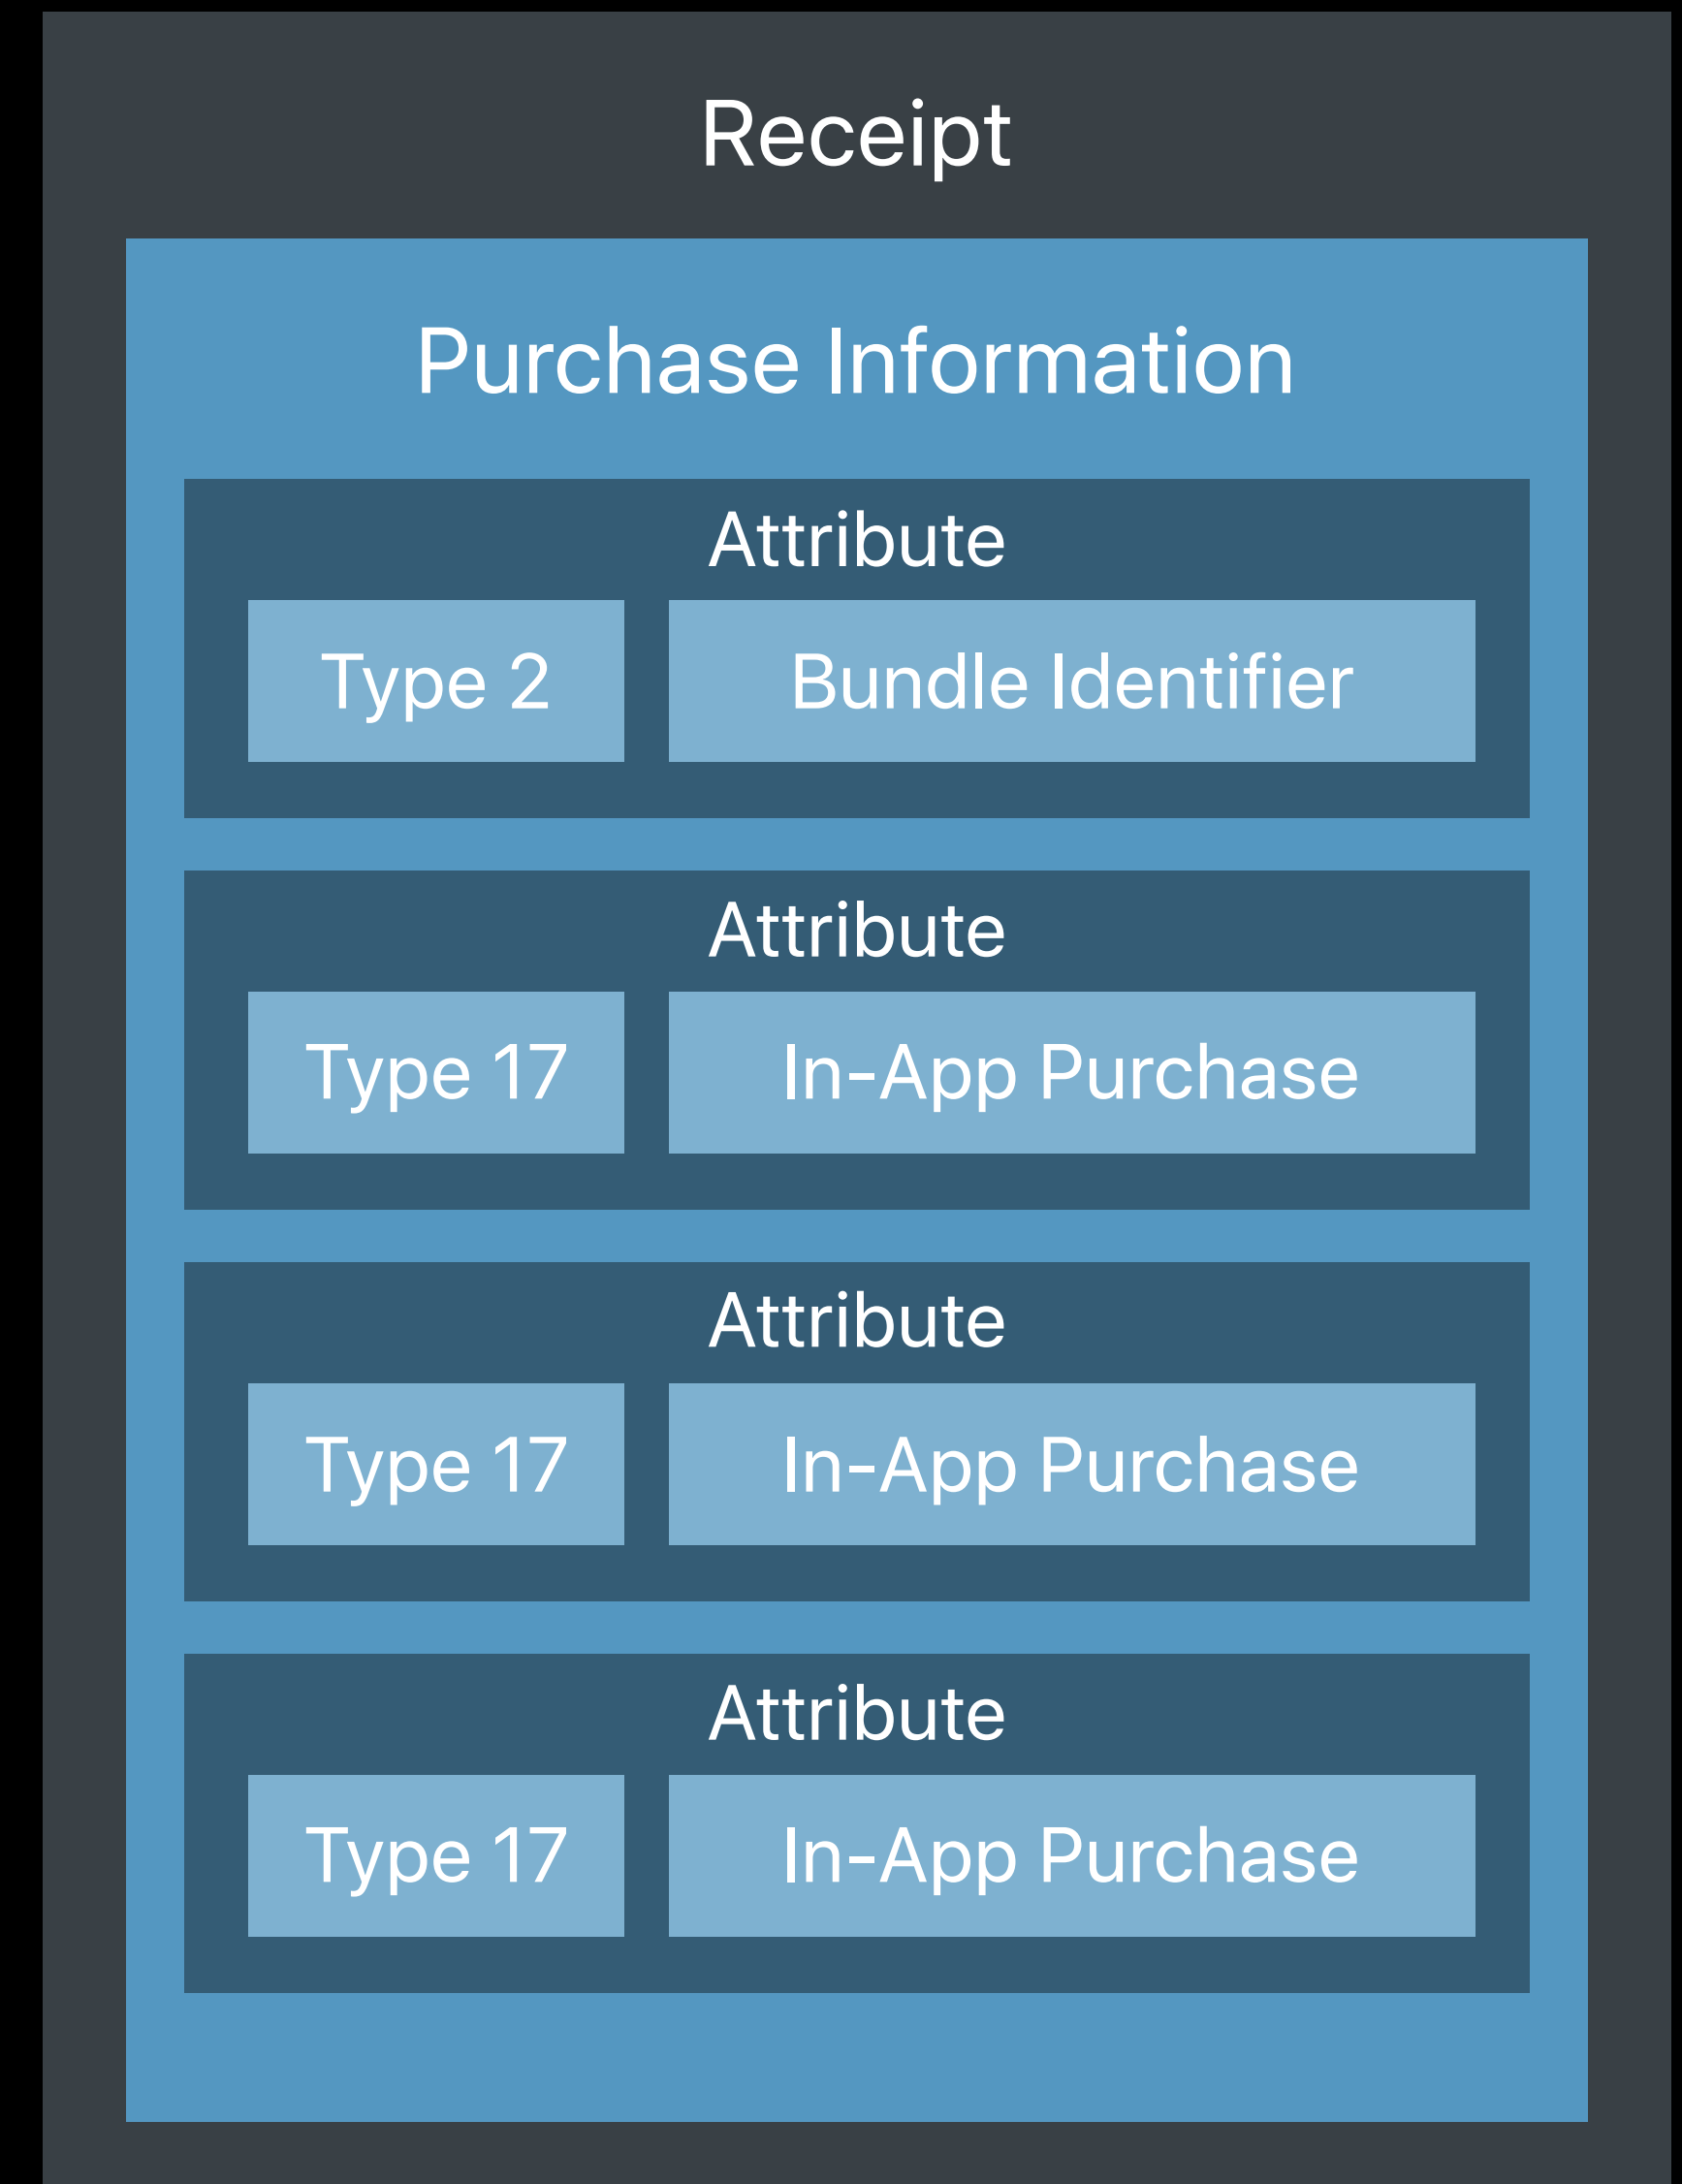 Receipt
Purchase Information
Attribute
Type 2 Bundle Identifier
Attribute
Type 17 In-App Purchase
Attribute
Type 17 In-App Purchase
Attribute
Type 17 In-App Purchase